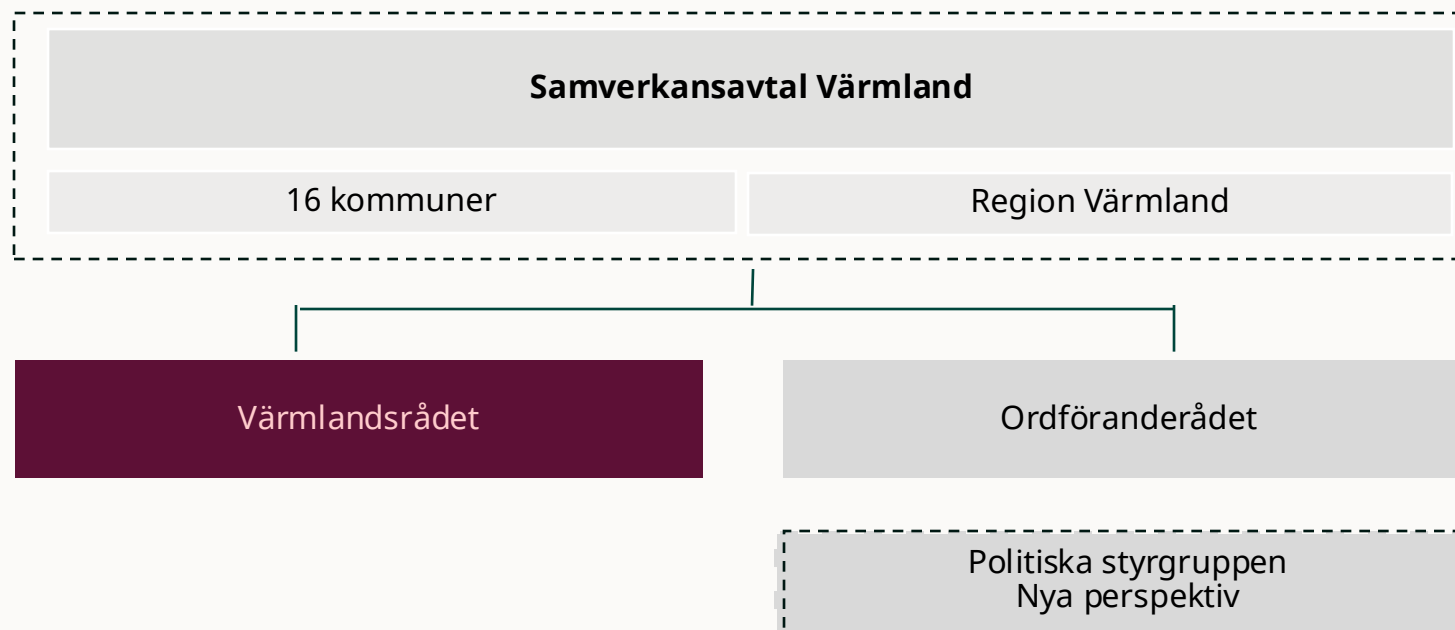 Samverkansavtal Värmland
16 kommuner
Region Värmland
Värmlandsrådet
Ordföranderådet
Politiska styrgruppen
Nya perspektiv